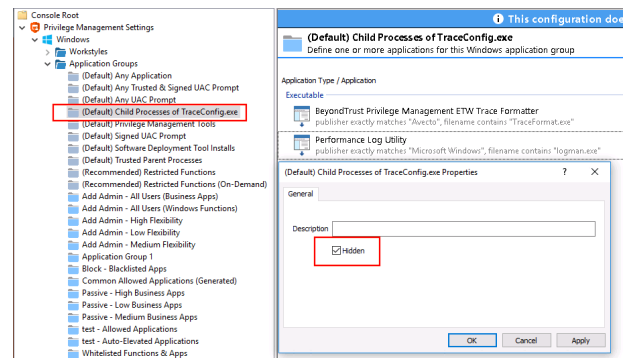 Console Root
Privilege Management Settings
Windows
Workstyles
Application Groups
(Default) Any Application
(Default) Any Trusted & Signed UAC Prompt
(Default) Any UAC Prompt
(Default) Child Processes of TraceConfig.exe
(Default) Privilege Management Tools
(Default) Signed UAC Prompt
(Default) Software Deployment Tool Installs
(Default) Trusted Parent Processes
(Recommended) Restricted Functions
(Recommended) Restricted Functions (On-Demand)
Add Admin - All Users (Business Apps)
Add Admin - All Users (Windows Functions)
Add Admin - High Flexibility
Add Admin - Low Flexibility
Add Admin - Medium Flexibility
Application Group 1
Block - Blacklisted Apps
Common Allowed Applications (Generated)
Passive - High Business Apps
Passive - Low Business Apps
Passive - Medium Business Apps
test - Allowed Applications
test - Auto-Elevated Applications
Whitelisted Functions & Apps
This configuration doe
(Default) Child Processes of TraceConfig.exe
Define one or more applications for this Windows application group
Application Type / Application
Executable
BeyondTrust Privilege Management ETW Trace Formatter
publisher exactly matches "Avecto", filename contains "TraceFormat.exe"
Performance Log Utility
publisher exactly matches "Microsoft Windows", filename contains "logman.exe"
(Default) Child Processes of TraceConfig.exe Properties ? ×
General
Description
Hidden
OK Cancel Apply